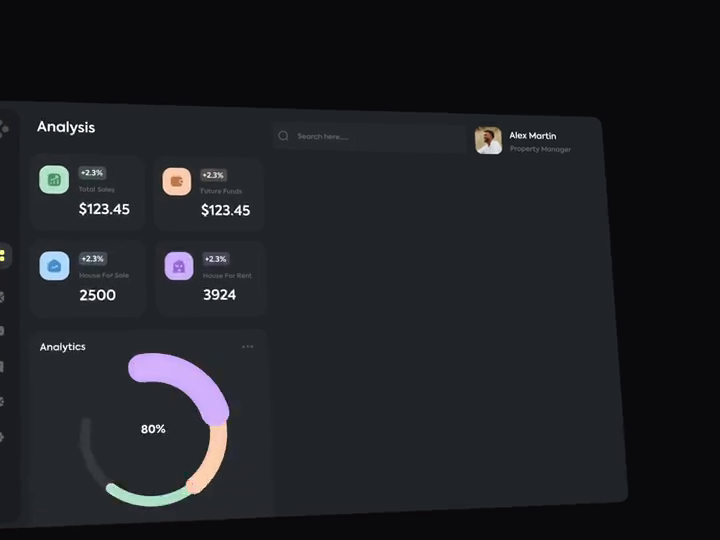 Analysis
Search here.....
Alex Martin
Property Manager
+2.3%
Total Sales
$123.45
+2.3%
Future Funds
$123.45
+2.3%
House For Sale
2500
+2.3%
House For Rent
3924
Analytics
80%